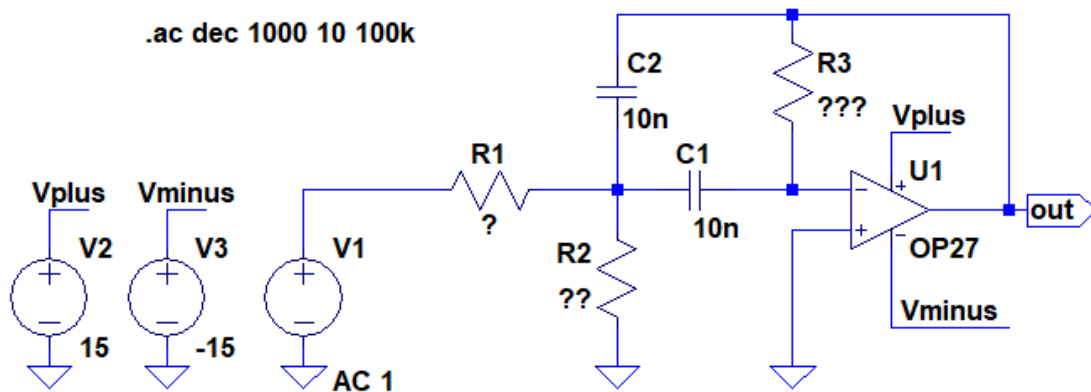 .ac dec 1000 10 100k
C2
10n
R3
???
Vplus
R1
?
C1
10n
U1
Vplus
Vminus
V2
V3
V1
R2
??
out
OP27
Vminus
15
-15
AC 1
+
-
+
-
+
-
-
+
+
-